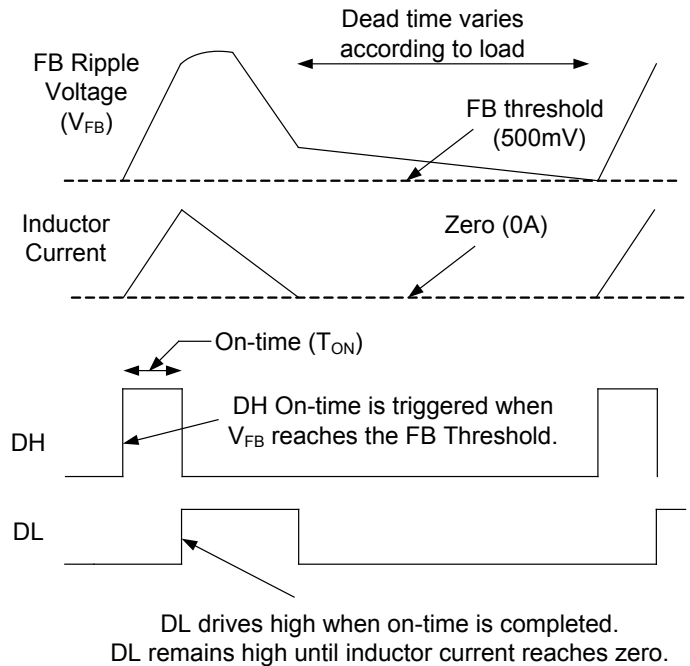 Dead time varies
according to load
FB Ripple
Voltage
(VFB)
FB threshold
(500mV)
Inductor
Current
Zero (0A)
On-time (TON)
DH On-time is triggered when
VFB reaches the FB Threshold.
DH
DL
DL drives high when on-time is completed.
DL remains high until inductor current reaches zero.